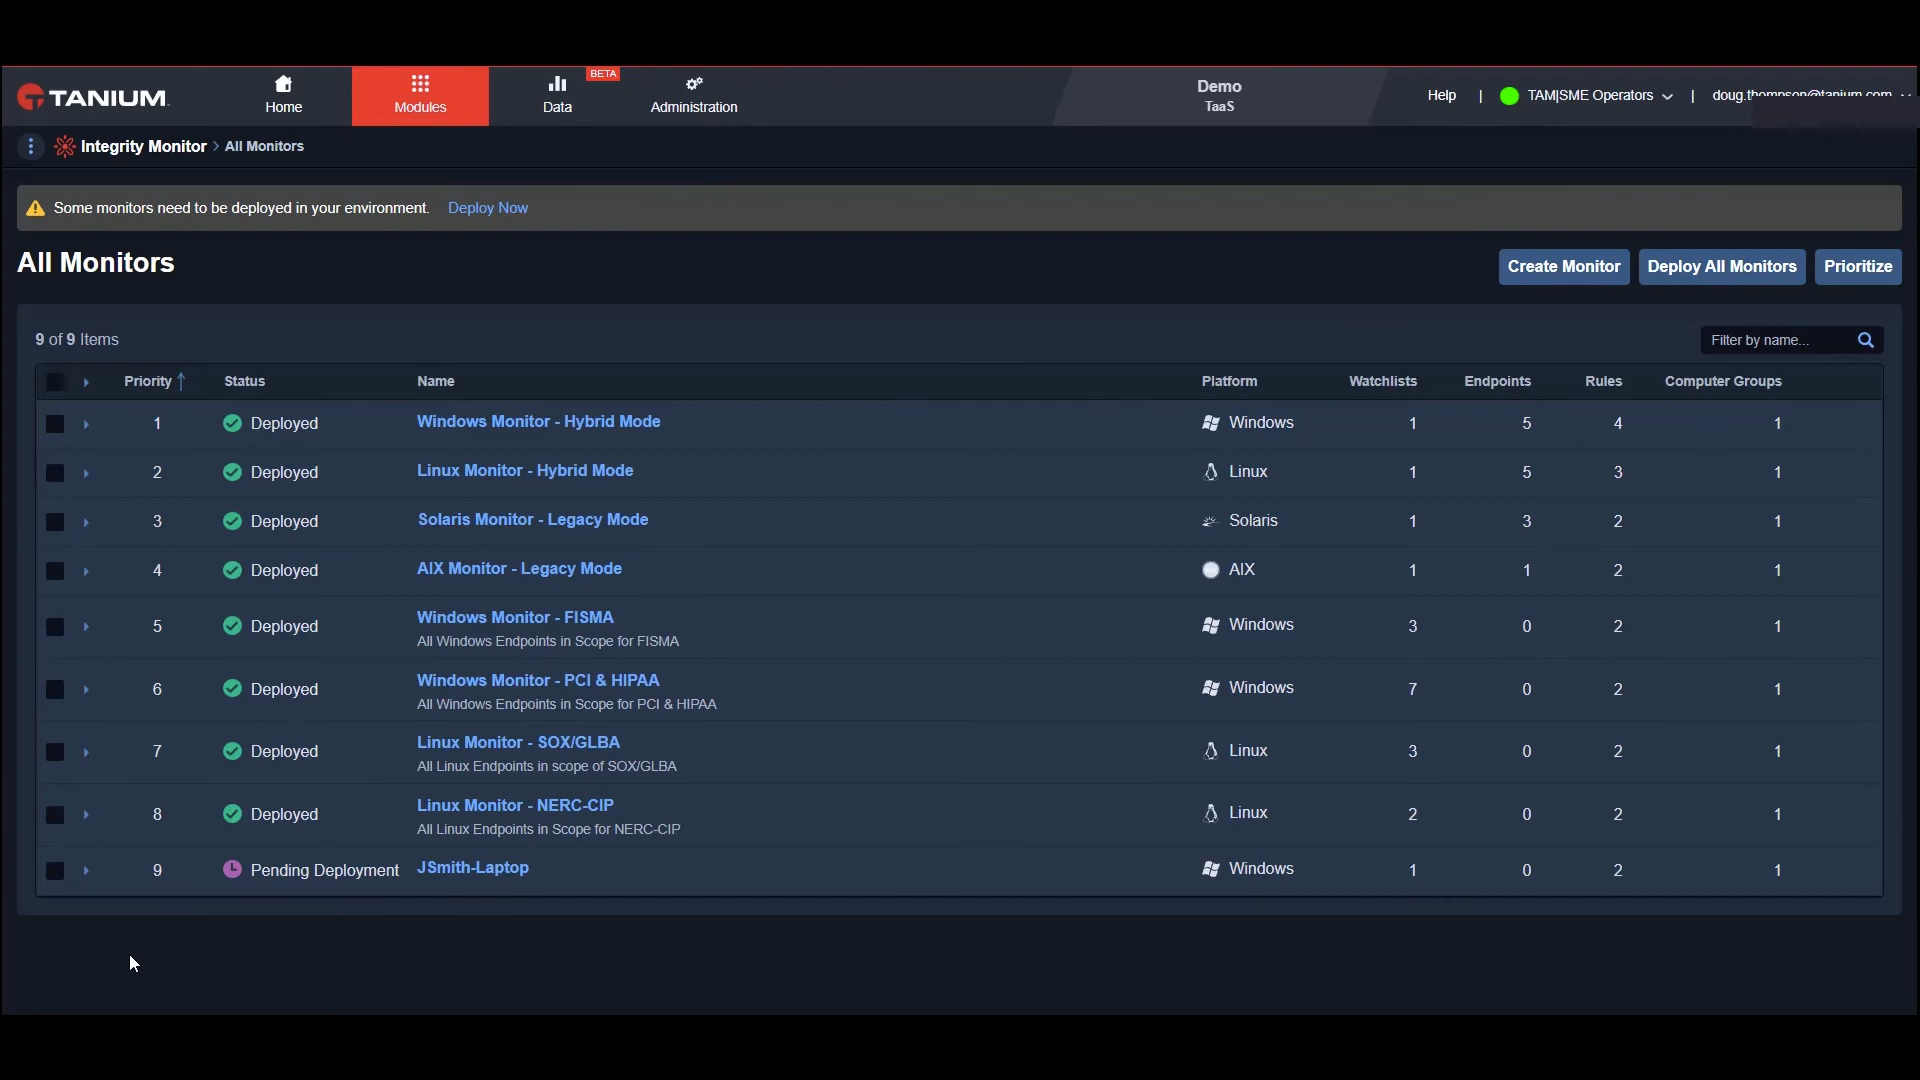 TANIUM
Home
Modules
Data
BETA
Administration
Demo
TaaS
Help
|
TAM|SME Operators
|
doug.thompson@tanium.com
Integrity Monitor > All Monitors
Some monitors need to be deployed in your environment. Deploy Now
All Monitors
Create Monitor
Deploy All Monitors
Prioritize
9 of 9 Items
Filter by name...
Priority Status Name Platform Watchlists Endpoints Rules Computer Groups
1 Deployed Windows Monitor - Hybrid Mode Windows 1 5 4 1
2 Deployed Linux Monitor - Hybrid Mode Linux 1 5 3 1
3 Deployed Solaris Monitor - Legacy Mode Solaris 1 3 2 1
4 Deployed AIX Monitor - Legacy Mode AIX 1 1 2 1
5 Deployed Windows Monitor - FISMA Windows 3 0 2 1
All Windows Endpoints in Scope for FISMA
6 Deployed Windows Monitor - PCI & HIPAA Windows 7 0 2 1
All Windows Endpoints in Scope for PCI & HIPAA
7 Deployed Linux Monitor - SOX/GLBA Linux 3 0 2 1
All Linux Endpoints in scope of SOX/GLBA
8 Deployed Linux Monitor - NERC-CIP Linux 2 0 2 1
All Linux Endpoints in Scope for NERC-CIP
9 Pending Deployment JSmith-Laptop Windows 1 0 2 1